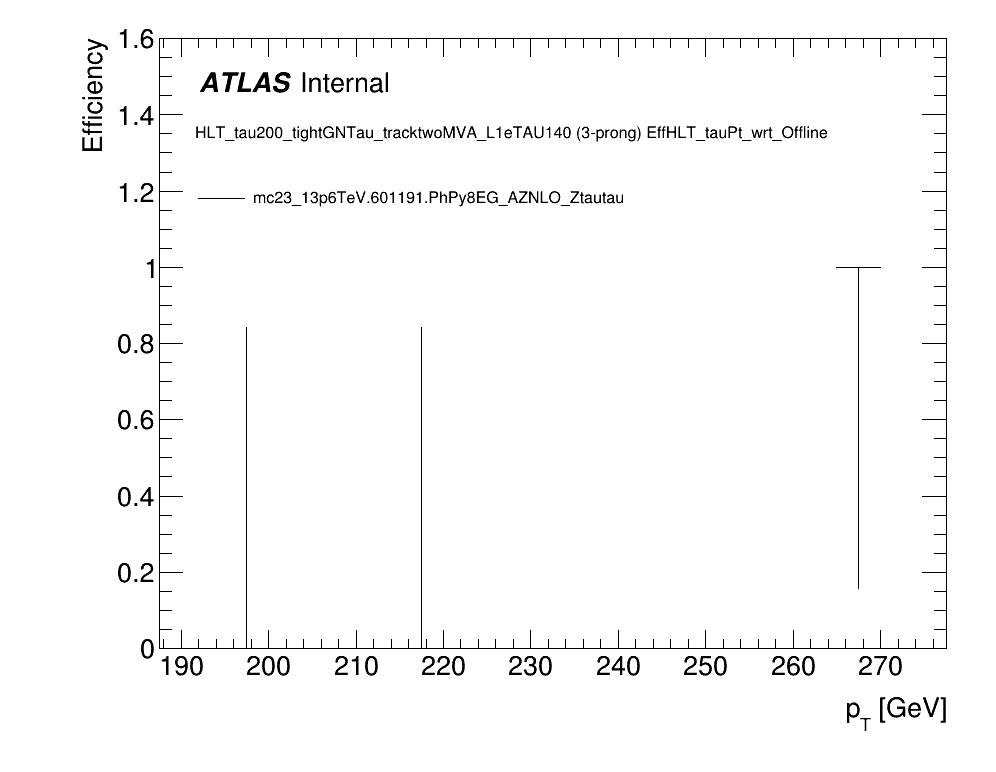 Efficiency
1.6
1.4
1.2
1
0.8
0.6
0.4
0.2
0
ATLAS Internal
HLT_tau200_tightGNTau_tracktwoMVA_L1eTAU140 (3-prong) EffHLT_tauPt_wrt_Offline
mc23_13p6TeV.601191.PhPy8EG_AZNLO_Ztautau
190 200 210 220 230 240 250 260 270
p_T [GeV]